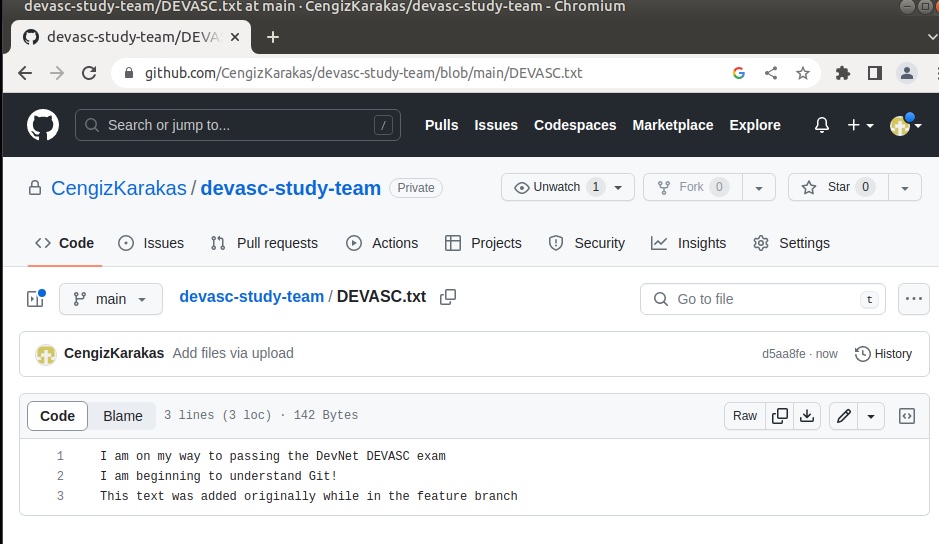 devasc-study-team/DEVASC.txt at main · CengizKarakas/devasc-study-team - Chromium
devasc-study-team/DEVA
github.com/CengizKarakas/devasc-study-team/blob/main/DEVASC.txt
Search or jump to... / Pulls Issues Codespaces Marketplace Explore
CengizKarakas / devasc-study-team Private Unwatch 1 Fork 0 Star 0
Code Issues Pull requests Actions Projects Security Insights Settings
main devasc-study-team / DEVASC.txt Go to file t
CengizKarakas Add files via upload d5aa8fe · now History
Code Blame 3 lines (3 loc) · 142 Bytes Raw
1 I am on my way to passing the DevNet DEVASC exam
2 I am beginning to understand Git!
3 This text was added originally while in the feature branch